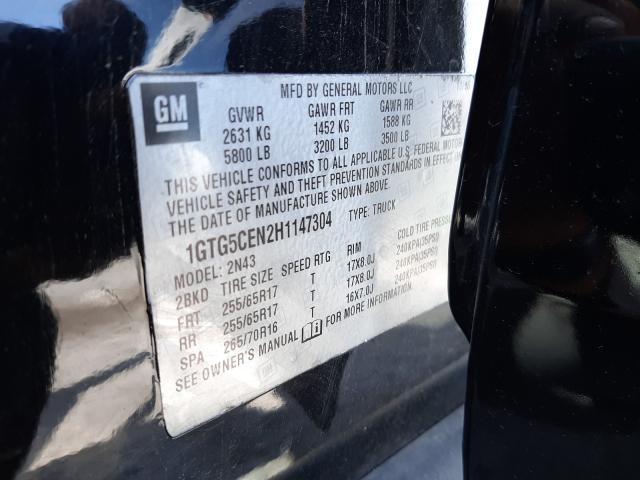 GM
MFD BY GENERAL MOTORS LLC
GVWR GAWR FRT GAWR RR
2631 KG 1452 KG 1588 KG
5800 LB 3200 LB 3500 LB
THIS VEHICLE CONFORMS TO ALL APPLICABLE U.S. FEDERAL MOTOR
VEHICLE SAFETY AND THEFT PREVENTION STANDARDS IN EFFECT ON
THE DATE OF MANUFACTURE SHOWN ABOVE.
1GTG5CEN2H1147304 TYPE: TRUCK
MODEL: 2N43
2BKD TIRE SIZE SPEED RTG RIM COLD TIRE
FRT 255/65R17 T 17X8.0J 240KPA(35PSI)
RR 255/65R17 T 17X8.0J 240KPA(35PSI)
SPA 265/70R16 T 16X7.0J 240KPA(35PSI)
SEE OWNER'S MANUAL FOR MORE INFORMATION.